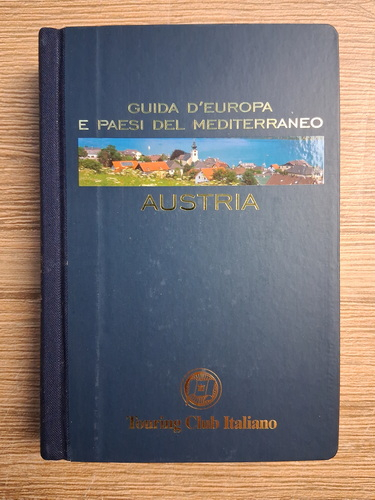 GUIDA D'EUROPA
E PAESI DEL MEDITERRANEO
AUSTRIA
Touring Club Italiano